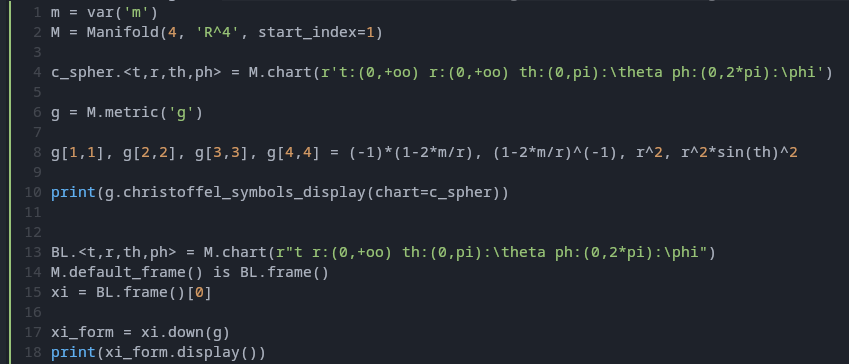 1 m = var('m')
2 M = Manifold(4, 'R^4', start_index=1)
3
4 c_spher.<t,r,th,ph> = M.chart(r't:(0,+oo) r:(0,+oo) th:(0,pi):\theta ph:(0,2*pi):\phi')
5
6 g = M.metric('g')
7
8 g[1,1], g[2,2], g[3,3], g[4,4] = (-1)*(1-2*m/r), (1-2*m/r)^(-1), r^2, r^2*sin(th)^2
9
10 print(g.christoffel_symbols_display(chart=c_spher))
11
12
13 BL.<t,r,th,ph> = M.chart(r"t r:(0,+oo) th:(0,pi):\theta ph:(0,2*pi):\phi")
14 M.default_frame() is BL.frame()
15 xi = BL.frame()[0]
16
17 xi_form = xi.down(g)
18 print(xi_form.display())